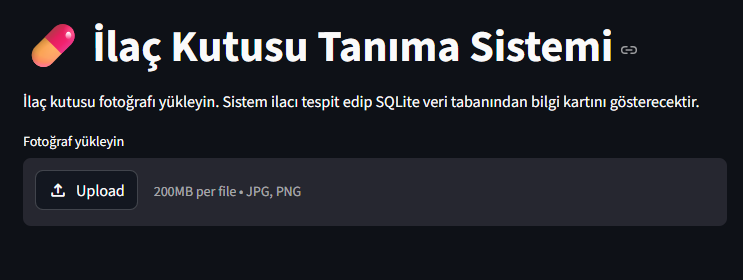 İlaç Kutusu Tanıma Sistemi
İlaç kutusu fotoğrafı yükleyin. Sistem ilacı tespit edip SQLite veri tabanından bilgi kartını gösterecektir.
Fotoğraf yükleyin
Upload 200MB per file • JPG, PNG